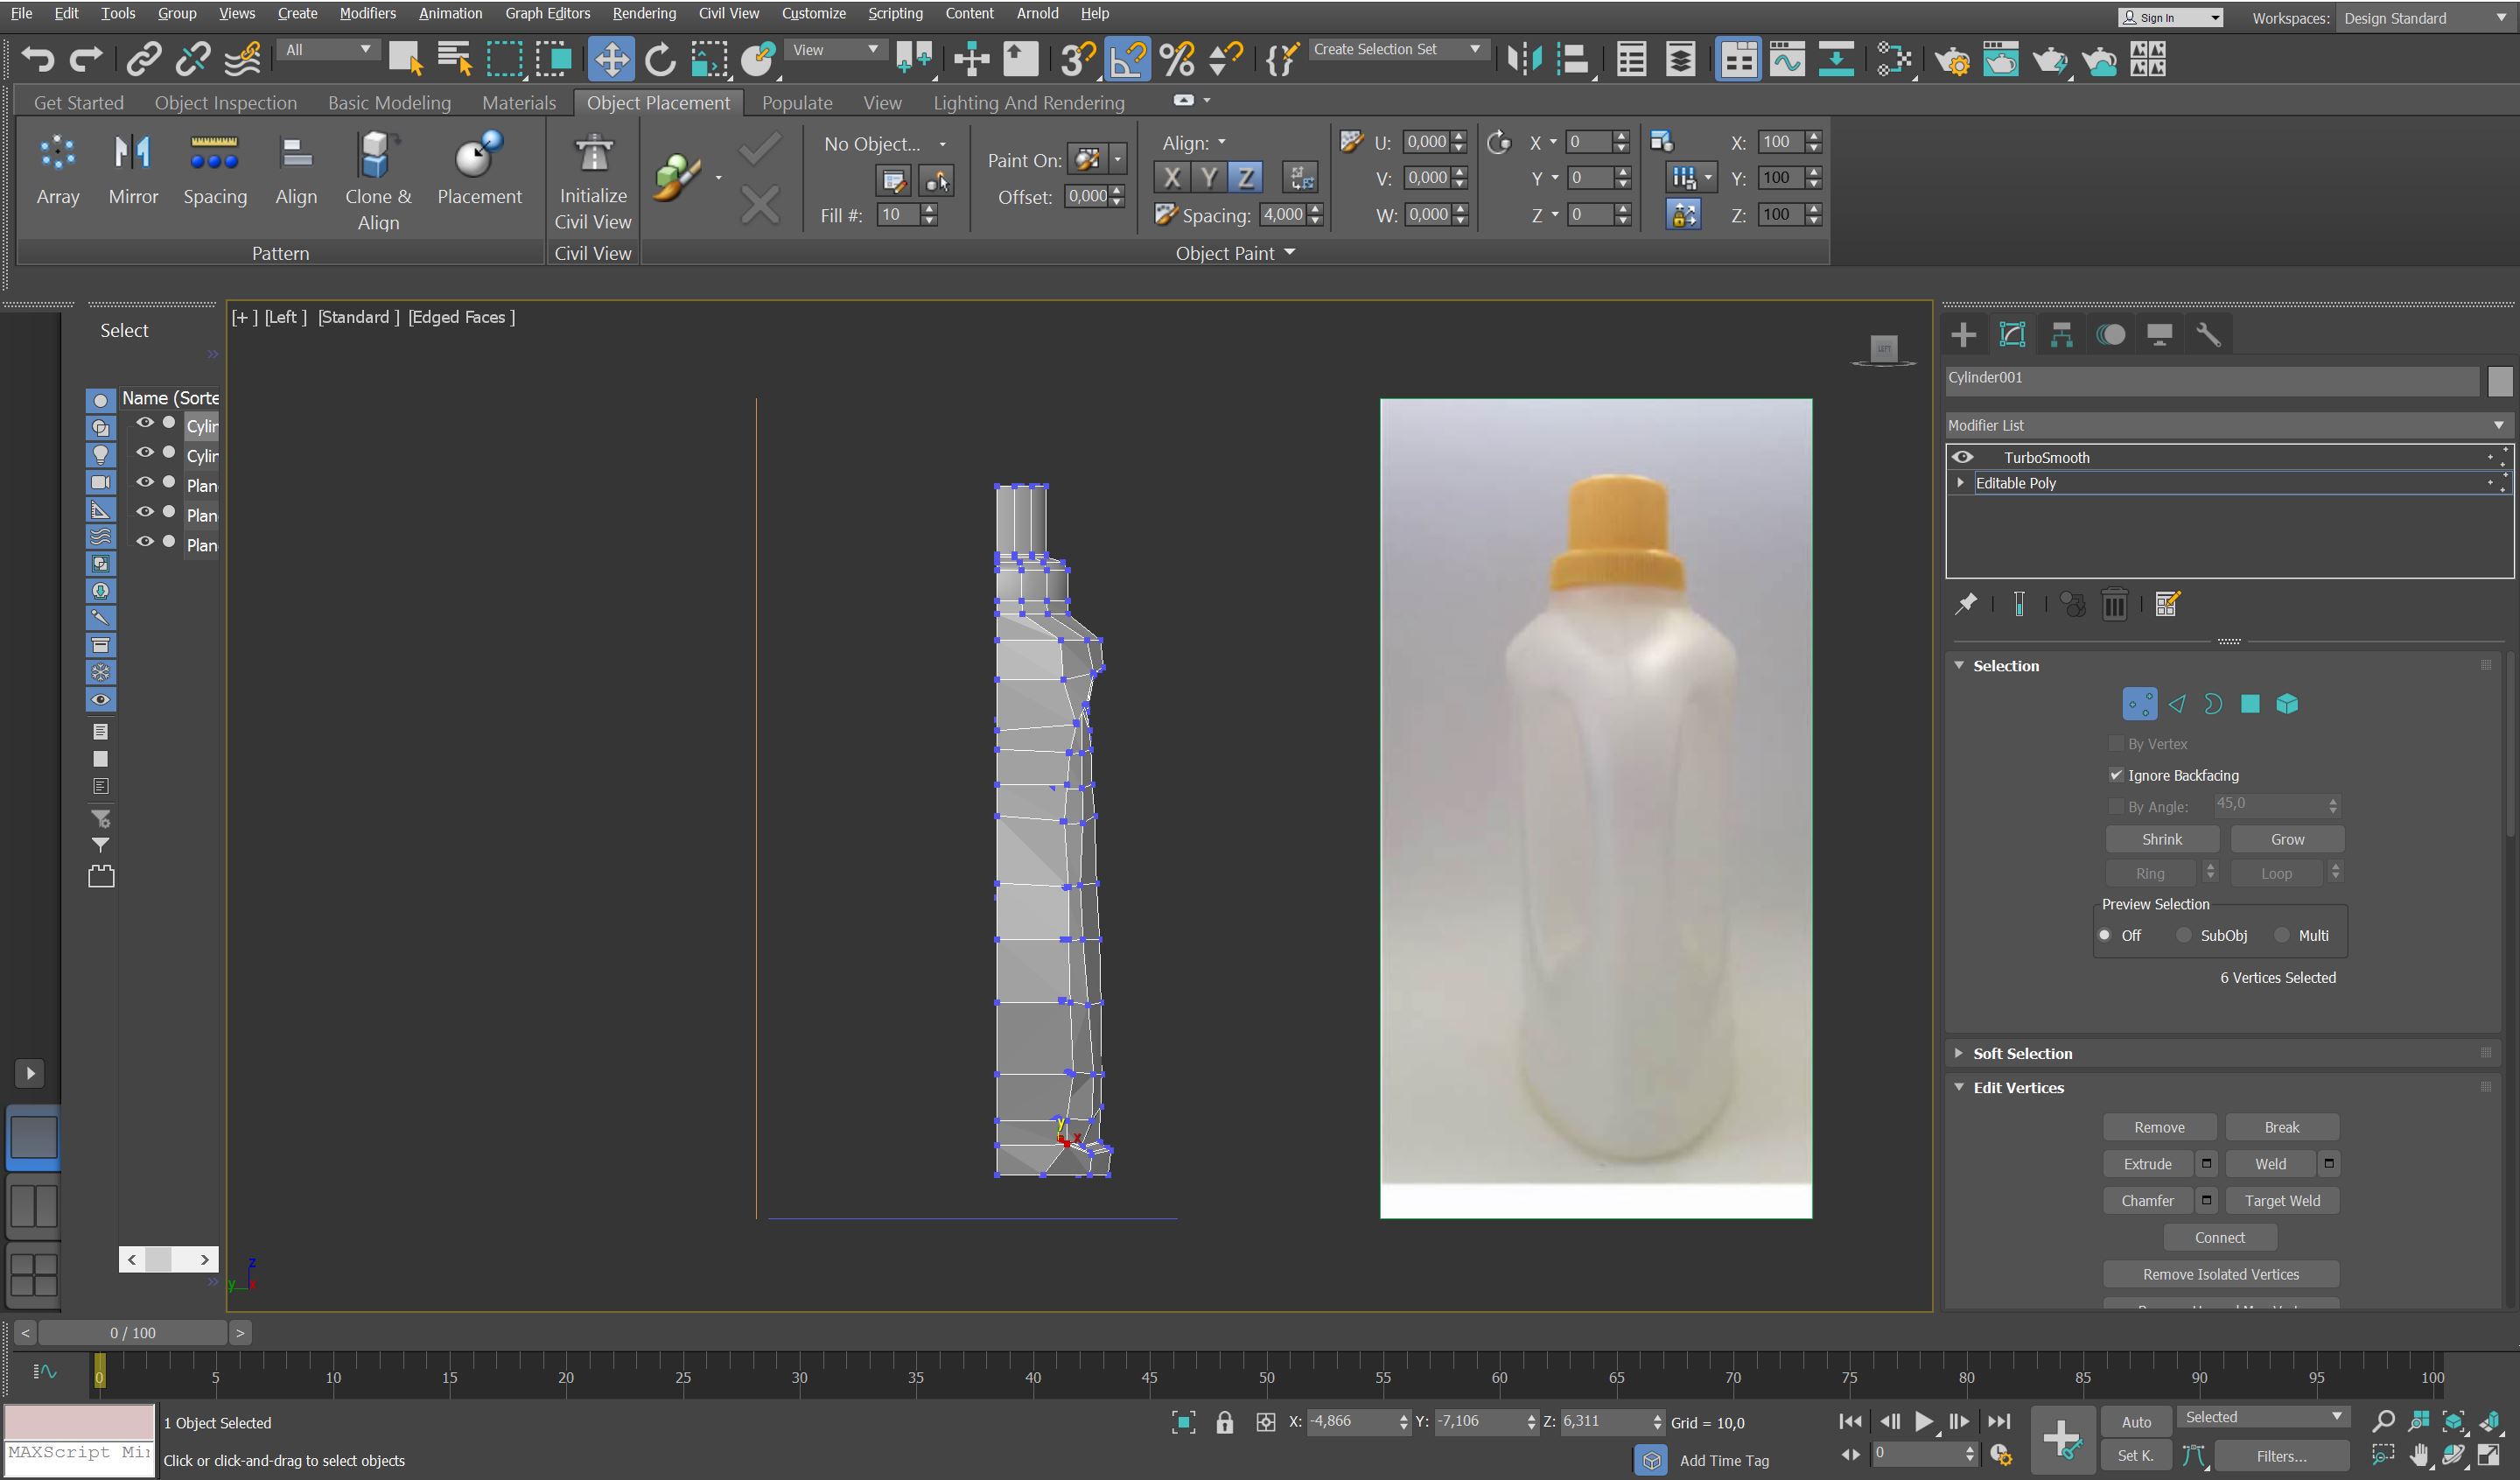 File Edit Tools Group Views Create Modifiers Animation Graph Editors Rendering Civil View Customize Scripting Content Arnold Help
Sign In Workspaces: Design Standard
All View Create Selection Set
Get Started Object Inspection Basic Modeling Materials Object Placement Populate View Lighting And Rendering
Array Mirror Spacing Align Clone & Align Placement
Pattern
Initialize Civil View
Civil View
No Object...
Fill #: 10
Paint On:
Offset: 0,000
Align:
X Y Z
Spacing: 4,000
U: 0,000
V: 0,000
W: 0,000
X 0
Y 0
Z 0
X: 100
Y: 100
Z: 100
Object Paint
Select
Name (Sorte
Cylin
Cylin
Plan
Plan
Plan
[+ ] [Left ] [Standard ] [Edged Faces ]
LEFT
y x
z
y x
Cylinder001
Modifier List
TurboSmooth
Editable Poly
Selection
By Vertex
Ignore Backfacing
By Angle: 45,0
Shrink Grow
Ring Loop
Preview Selection
Off SubObj Multi
6 Vertices Selected
Soft Selection
Edit Vertices
Remove Break
Extrude Weld
Chamfer Target Weld
Connect
Remove Isolated Vertices
< 0 / 100 >
0 5 10 15 20 25 30 35 40 45 50 55 60 65 70 75 80 85 90 95 100
1 Object Selected
MAXScript Mi
Click or click-and-drag to select objects
X: -4,866 Y: -7,106 Z: 6,311 Grid = 10,0
Add Time Tag
0
Auto Selected
Set K. Filters...